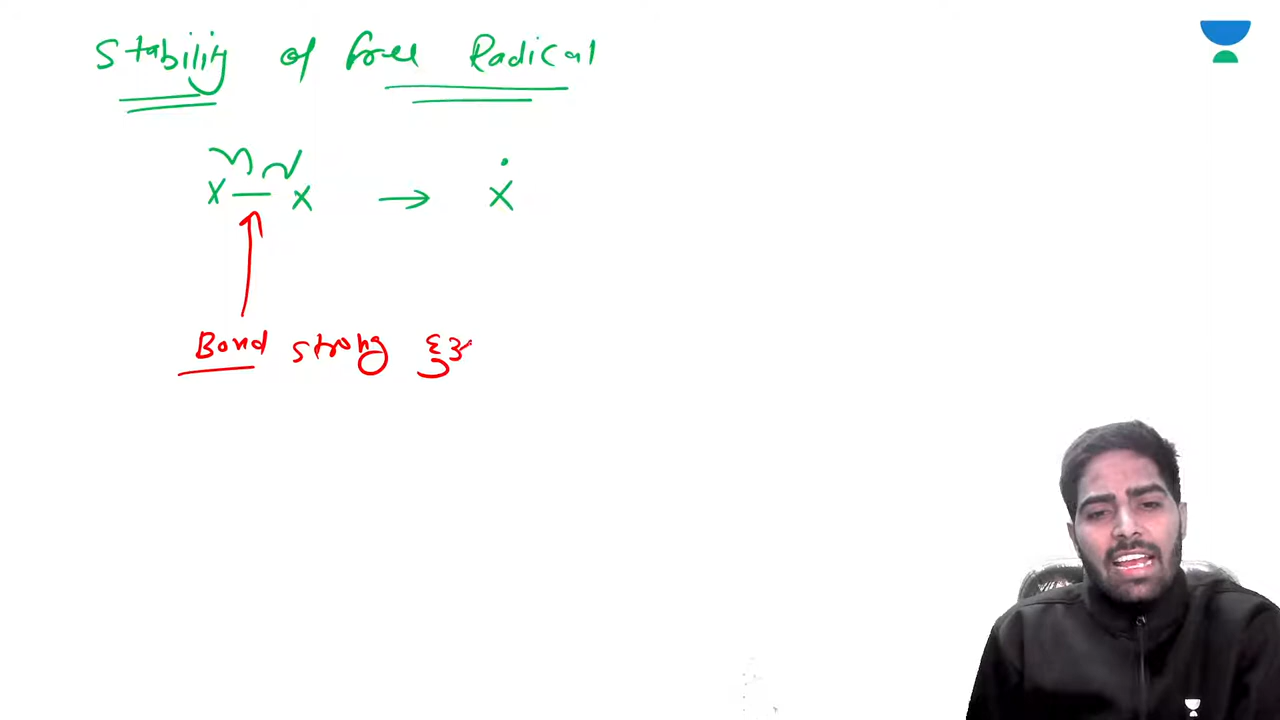 Stability of free Radical
X — X → Ẋ
Bond strong